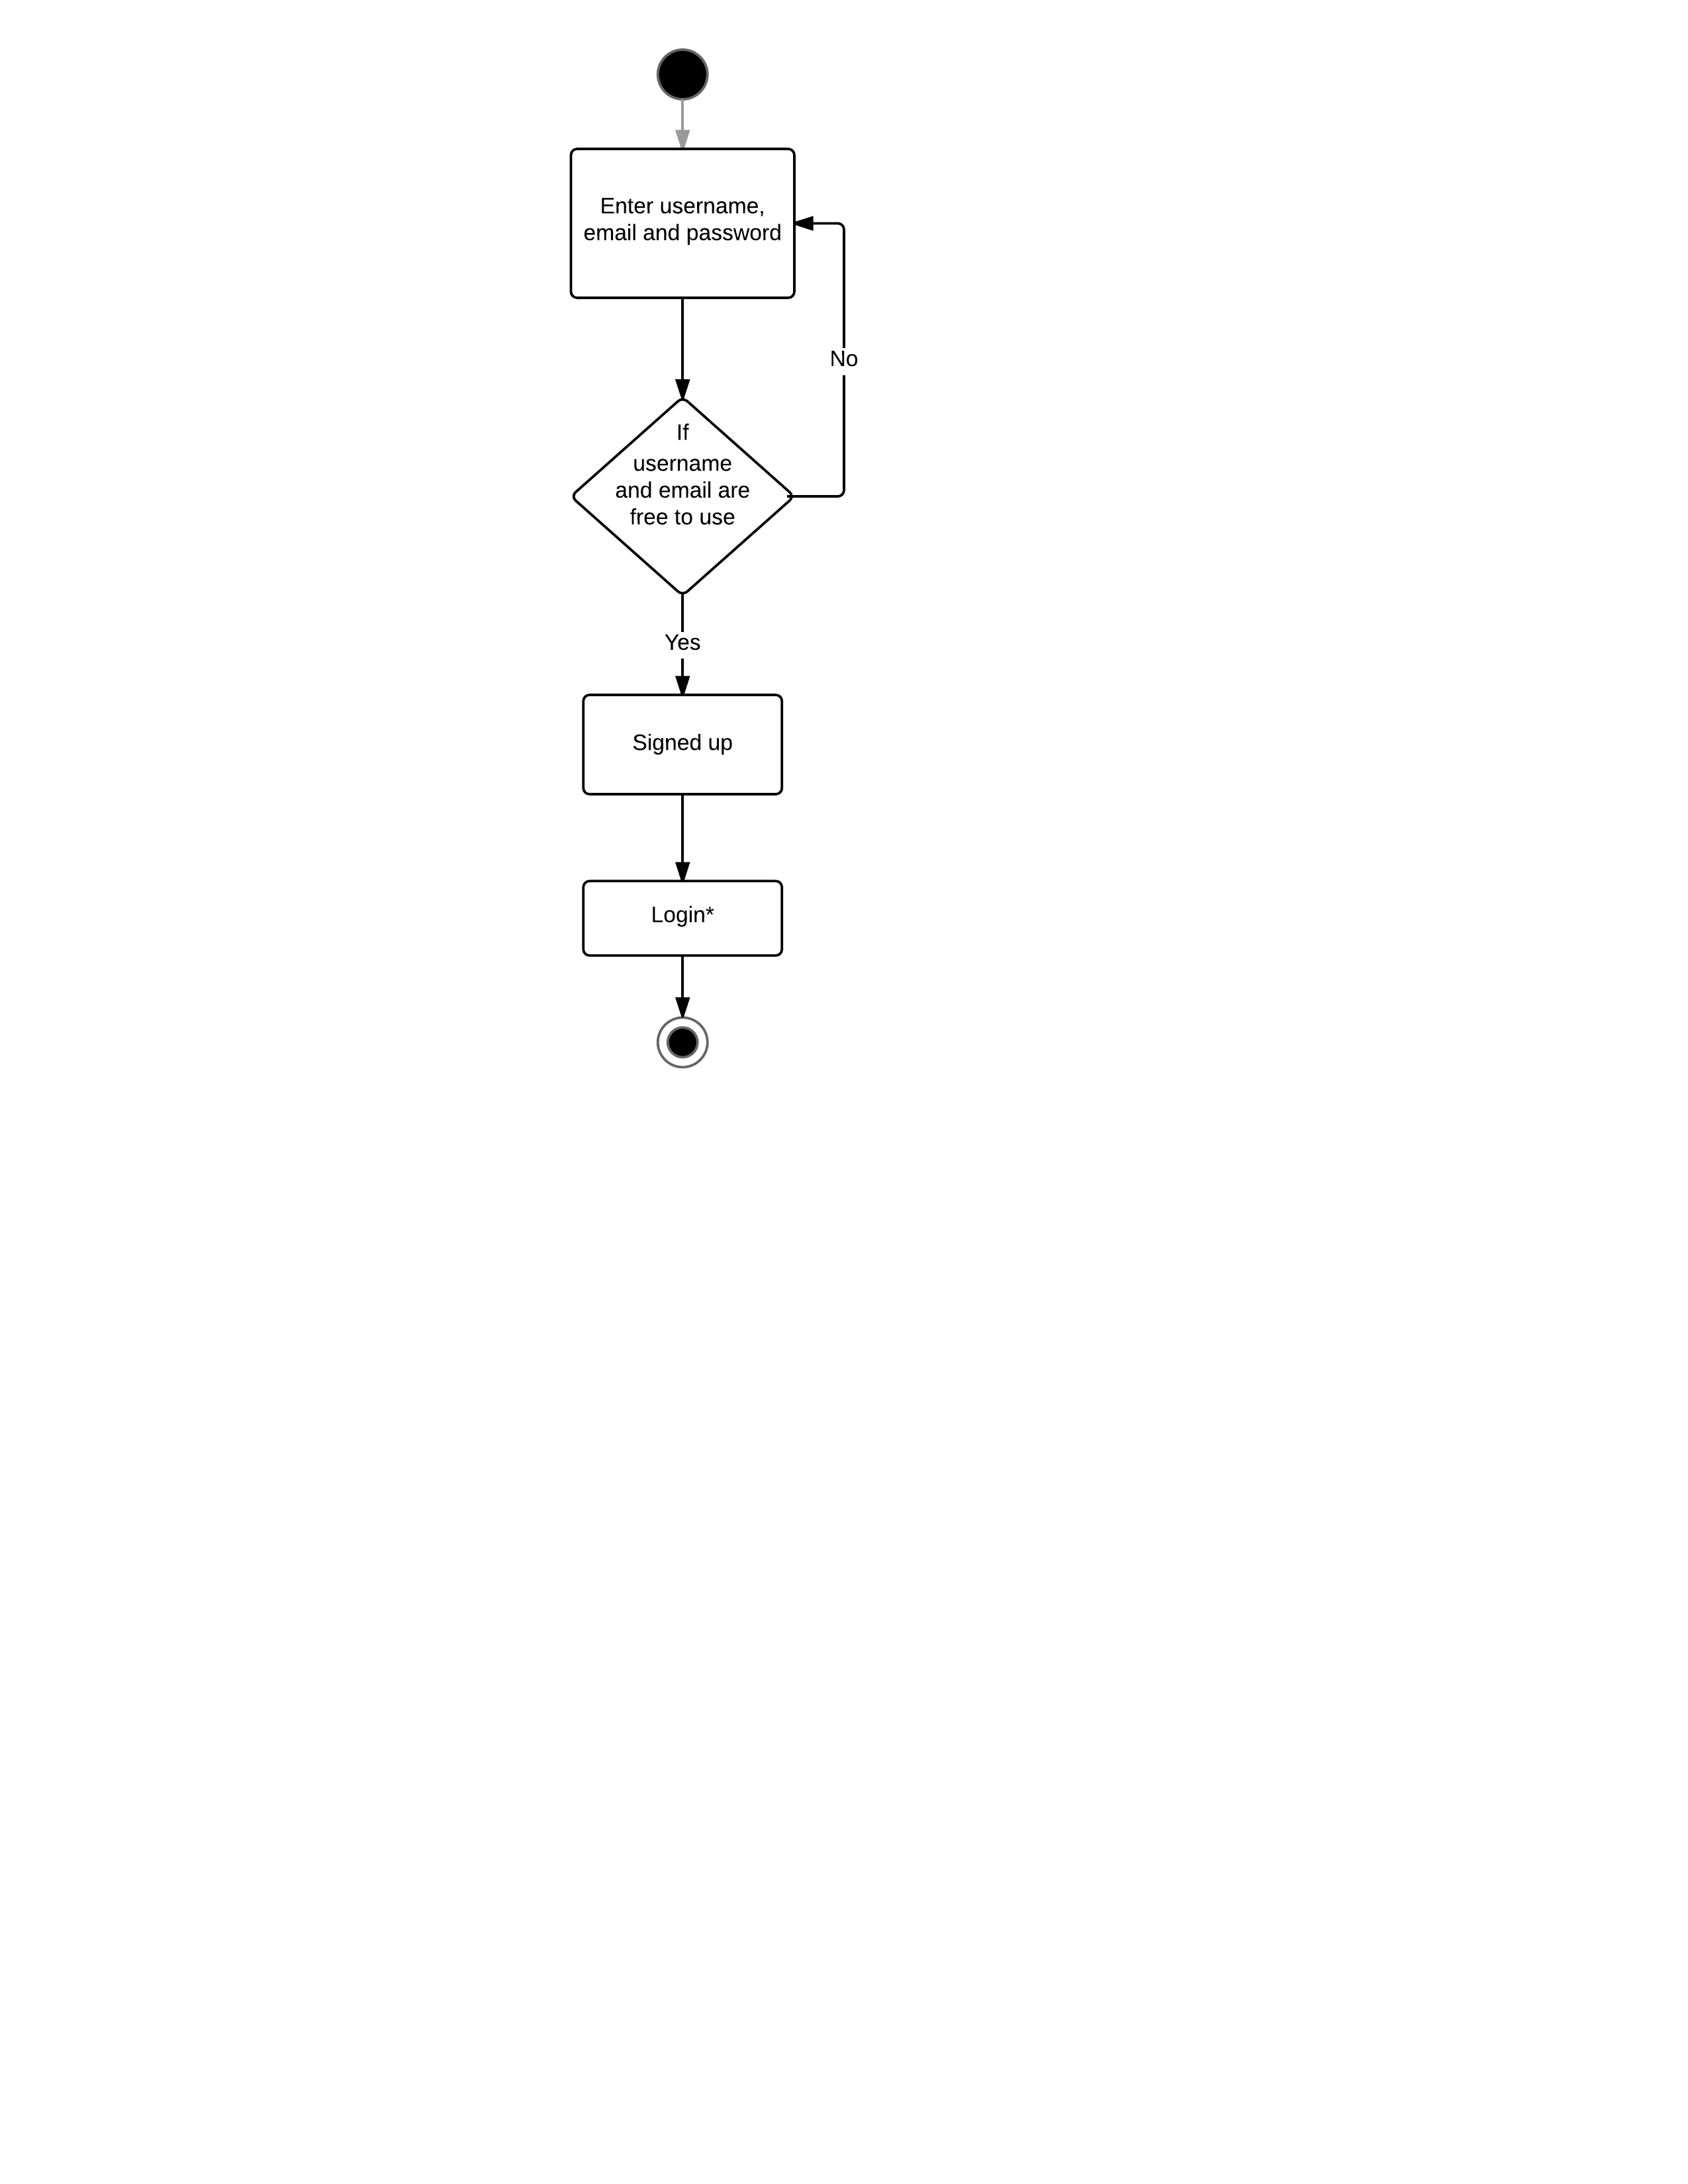 Enter username,
email and password
No
If
username
and email are
free to use
Yes
Signed up
Login*